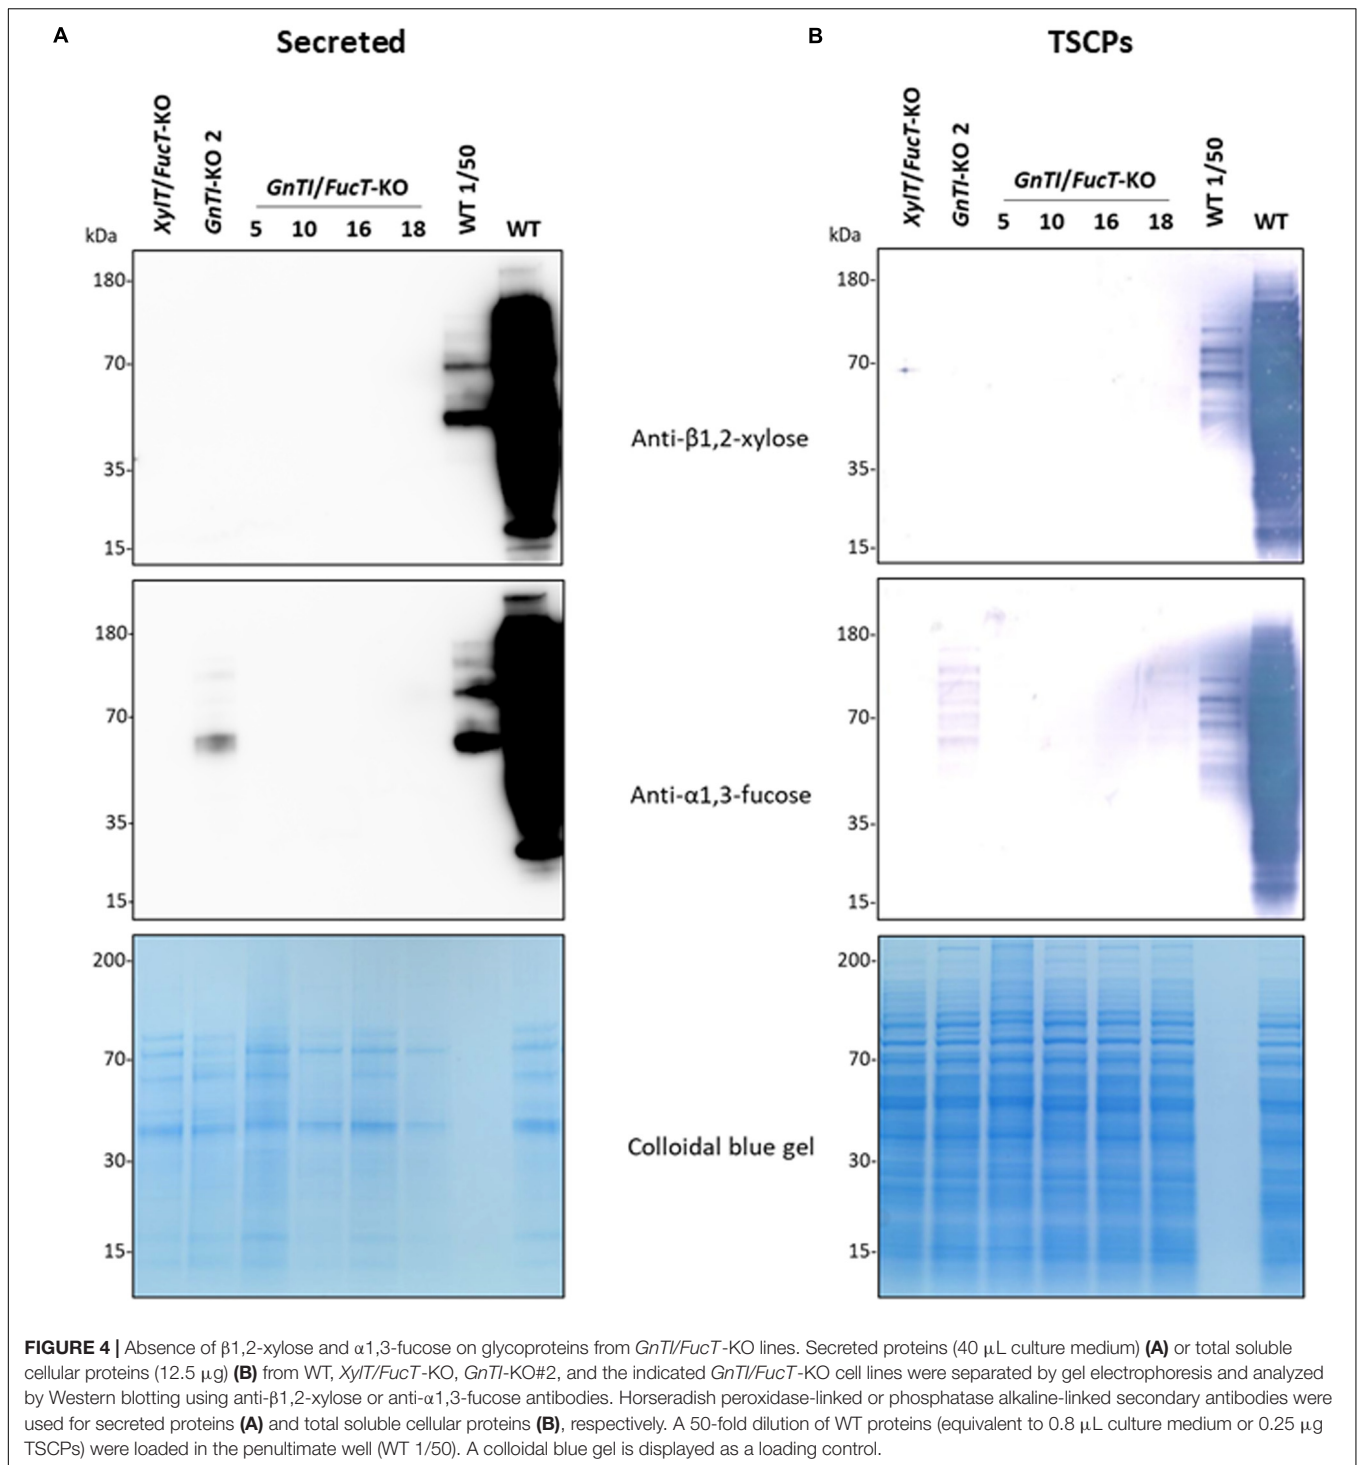 A
Secreted
B
TSCPs
XylT/FucT-KO
GnTI-KO 2
GnTI/FucT-KO
5 10 16 18
WT 1/50
WT
XylT/FucT-KO
GnTI-KO 2
GnTI/FucT-KO
5 10 16 18
WT 1/50
WT
kDa
180-
70-
35-
15-
Anti-β1,2-xylose
kDa
180-
70-
35-
15-
180-
70-
35-
15-
Anti-α1,3-fucose
180-
70-
35-
15-
200-
70-
30-
15-
Colloidal blue gel
200-
70-
30-
15-
FIGURE 4 | Absence of β1,2-xylose and α1,3-fucose on glycoproteins from GnTI/FucT-KO lines. Secreted proteins (40 μL culture medium) (A) or total soluble
cellular proteins (12.5 μg) (B) from WT, XylT/FucT-KO, GnTI-KO#2, and the indicated GnTI/FucT-KO cell lines were separated by gel electrophoresis and analyzed
by Western blotting using anti-β1,2-xylose or anti-α1,3-fucose antibodies. Horseradish peroxidase-linked or phosphatase alkaline-linked secondary antibodies were
used for secreted proteins (A) and total soluble cellular proteins (B), respectively. A 50-fold dilution of WT proteins (equivalent to 0.8 μL culture medium or 0.25 μg
TSCPs) were loaded in the penultimate well (WT 1/50). A colloidal blue gel is displayed as a loading control.